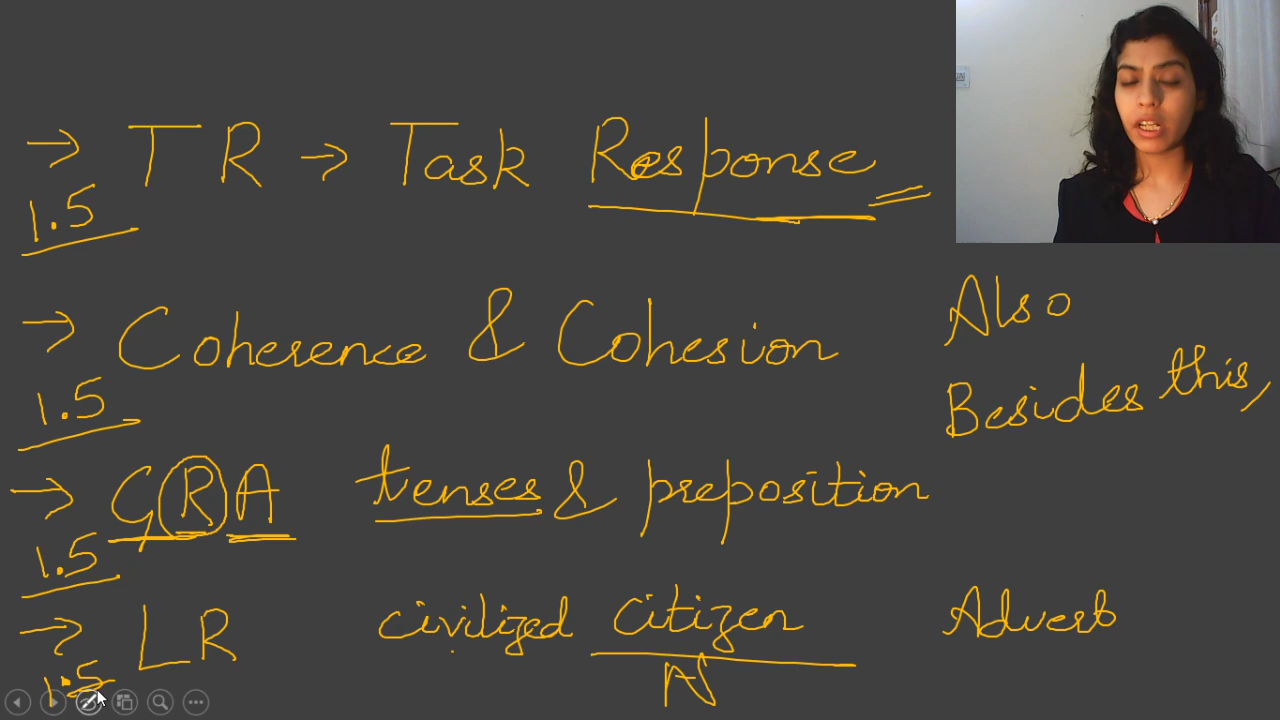 → TR → Task Response
1.5
→ Coherence & Cohesion
Also
Besides this,
1.5
→ GRA tenses & preposition
1.5
→ LR civilized citizen Adverb
N
1.5